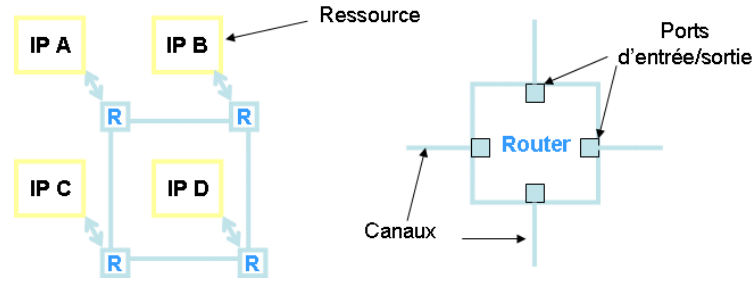 Ressource
IP A
IP B
R
R
IP C
IP D
R
R
Ports
d'entrée/sortie
Router
Canaux